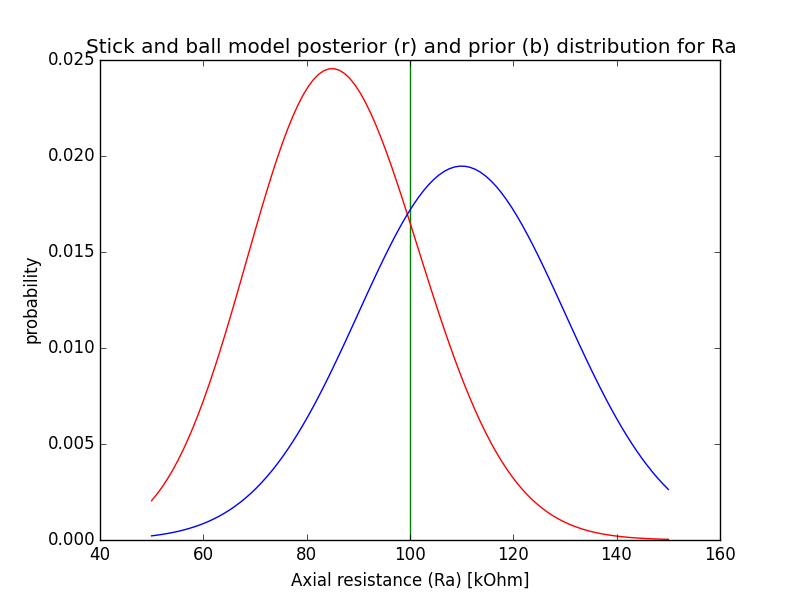 Stick and ball model posterior (r) and prior (b) distribution for Ra
0.025
0.020
0.015
0.010
0.005
0.000
probability
40 60 80 100 120 140 160
Axial resistance (Ra) [kOhm]